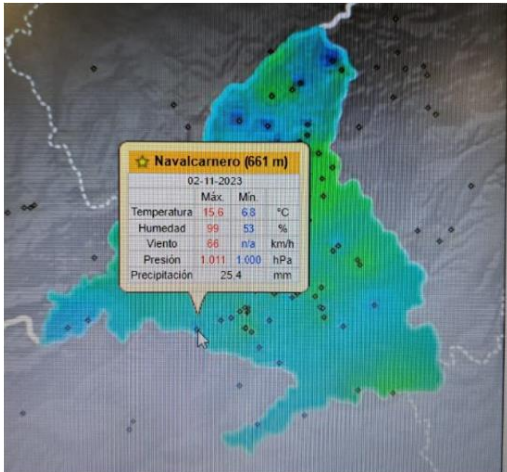 Navalcarnero (661 m)
02-11-2023
Máx. Mín.
Temperatura 15.6 6.8 °C
Humedad 99 53 %
Viento 66 n/a km/h
Presión 1.011 1.000 hPa
Precipitación 25.4 mm